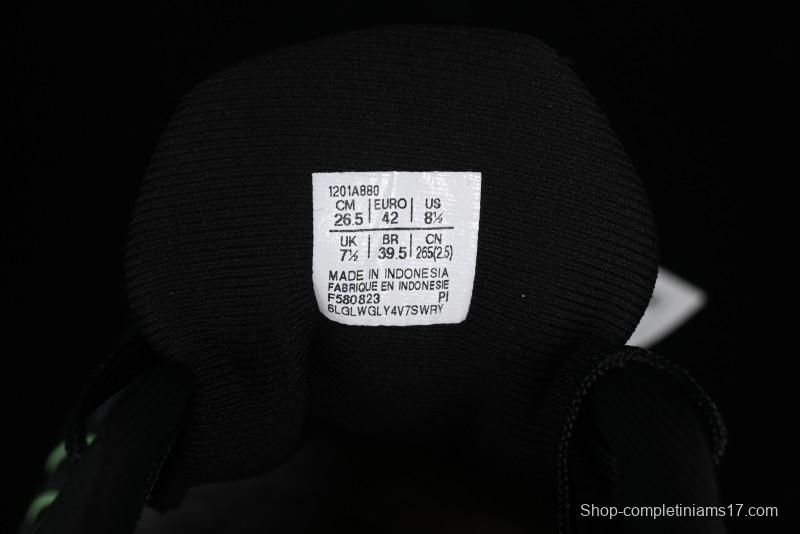 1201A880
CM EURO US
26.5 42 8½
UK BR CN
7½ 39.5 265(2.5)
MADE IN INDONESIA
FABRIQUE EN INDONESIE
F580823 PI
6LGLWGLY4V7SWRY
Shop-completiniams17.com